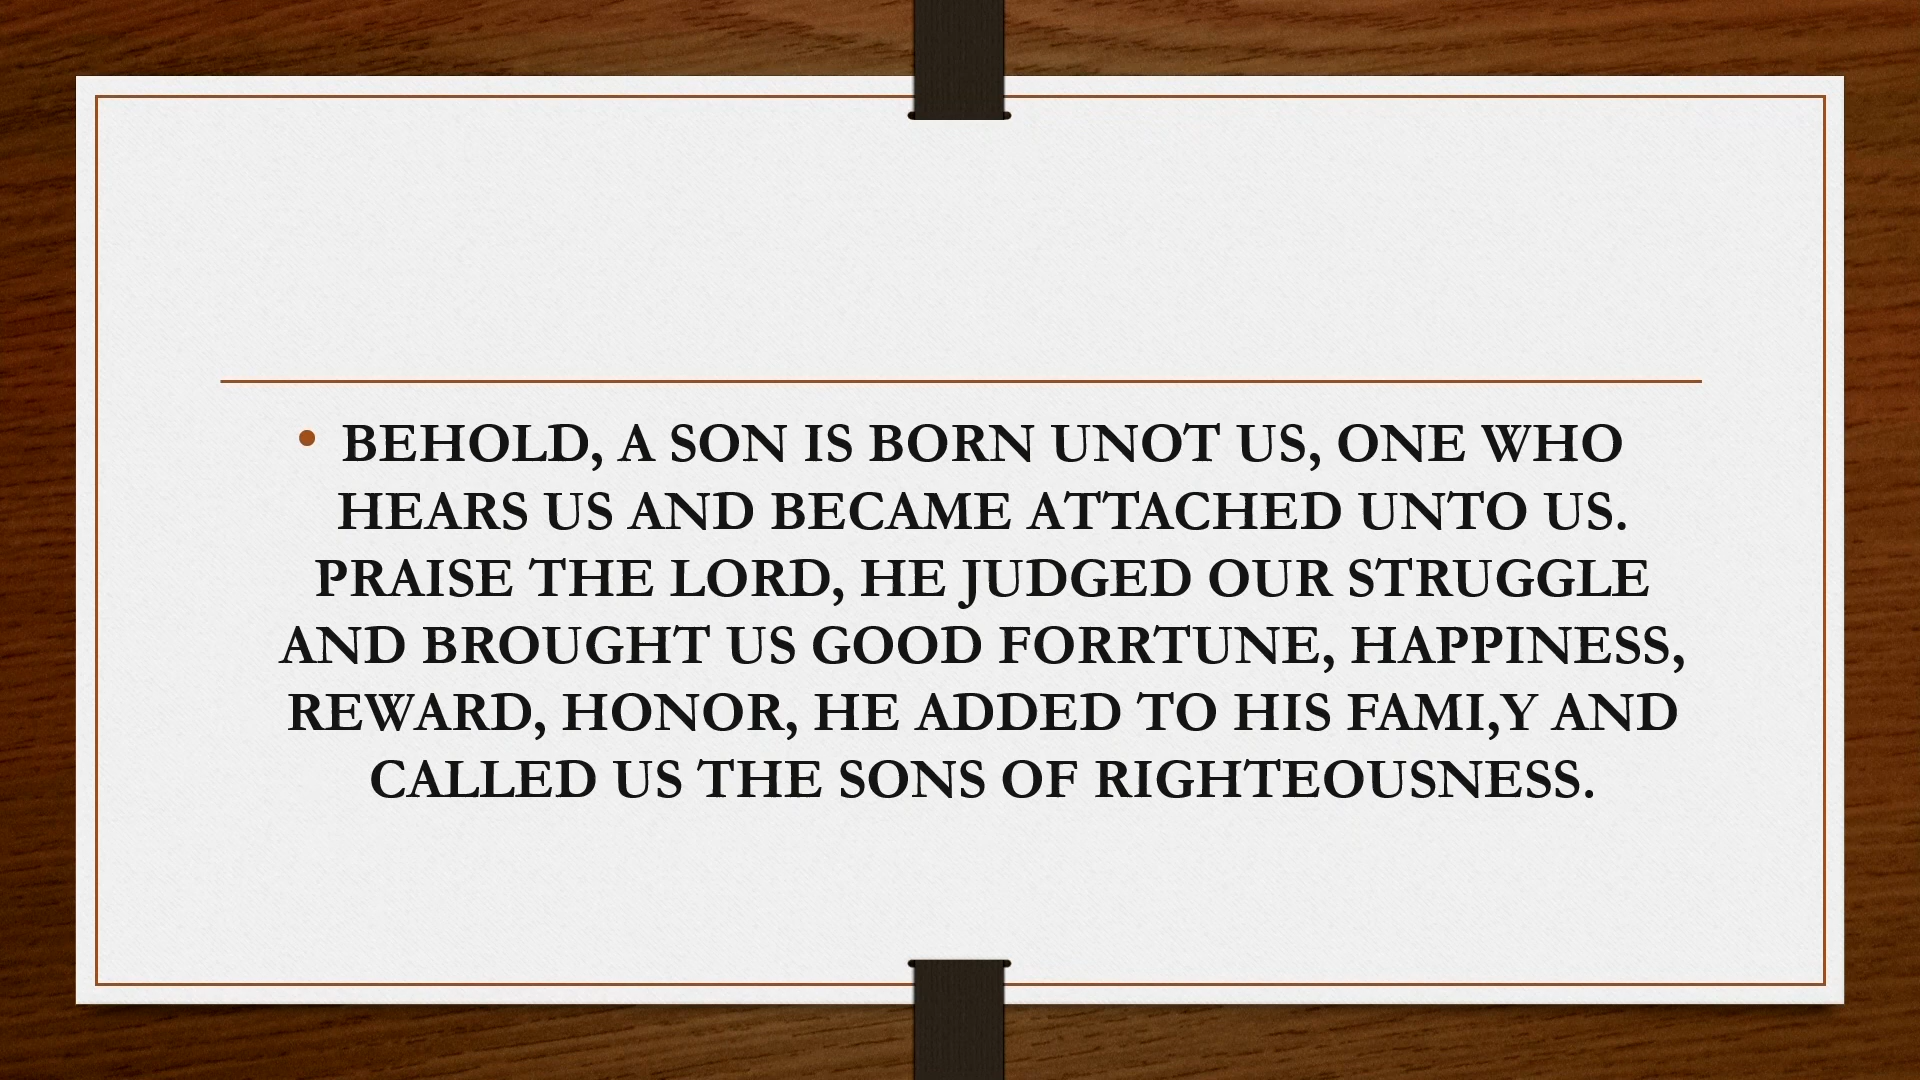 • BEHOLD, A SON IS BORN UNOT US, ONE WHO
HEARS US AND BECAME ATTACHED UNTO US.
PRAISE THE LORD, HE JUDGED OUR STRUGGLE
AND BROUGHT US GOOD FORRTUNE, HAPPINESS,
REWARD, HONOR, HE ADDED TO HIS FAMI,Y AND
CALLED US THE SONS OF RIGHTEOUSNESS.